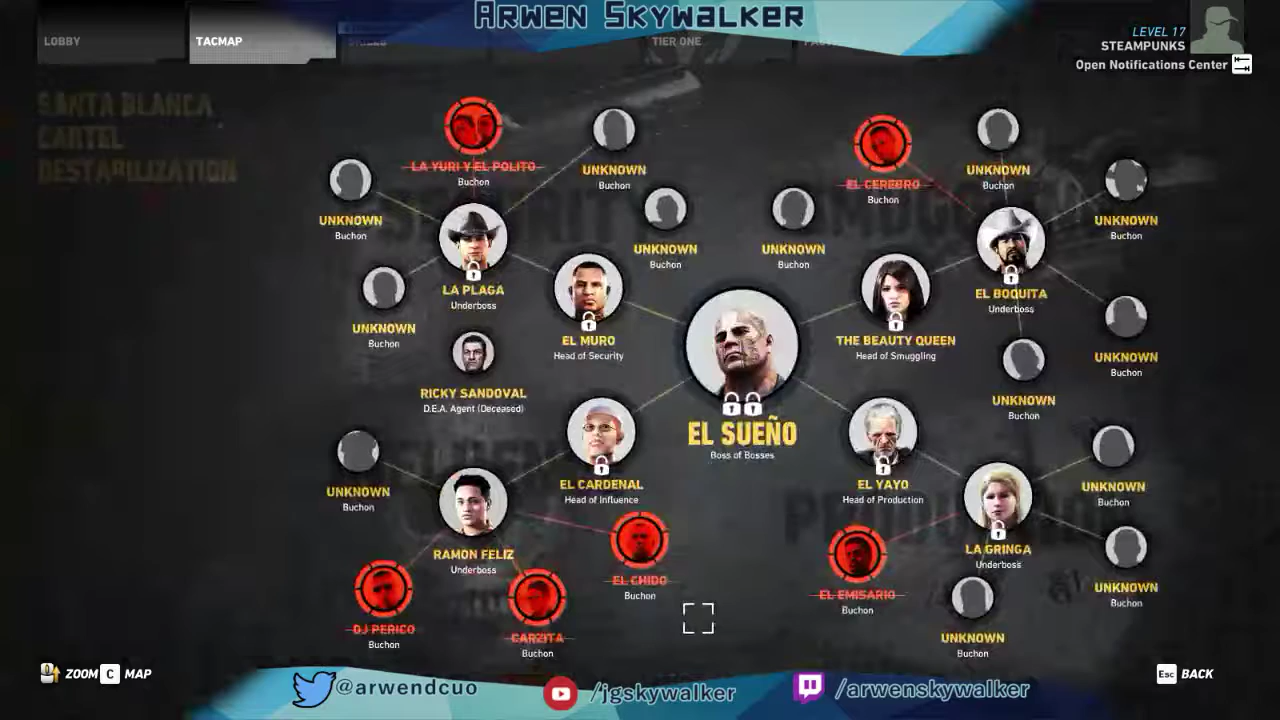 Arwen Skywalker
LOBBY
TACMAP
TIER ONE
LEVEL 17
STEAMPUNKS
Open Notifications Center
SANTA BLANCA
CARTEL
DESTABILIZATION
LA YURI Y EL POLITO
Buchon
UNKNOWN
Buchon
EL CEREBRO
Buchon
UNKNOWN
Buchon
UNKNOWN
Buchon
UNKNOWN
Buchon
UNKNOWN
Buchon
UNKNOWN
Buchon
LA PLAGA
Underboss
EL BOQUITA
Underboss
UNKNOWN
Buchon
EL MURO
Head of Security
THE BEAUTY QUEEN
Head of Smuggling
UNKNOWN
Buchon
RICKY SANDOVAL
D.E.A. Agent (Deceased)
UNKNOWN
Buchon
EL SUEÑO
Boss of Bosses
EL CARDENAL
Head of Influence
EL YAYO
Head of Production
UNKNOWN
Buchon
UNKNOWN
Buchon
RAMON FELIZ
Underboss
LA GRINGA
Underboss
EL CHIDO
Buchon
EL EMISARIO
Buchon
UNKNOWN
Buchon
DJ PERICO
Buchon
CARZITA
Buchon
UNKNOWN
Buchon
ZOOM C MAP
Esc BACK
@arwendcuo
/jgskywalker
/arwenskywalker